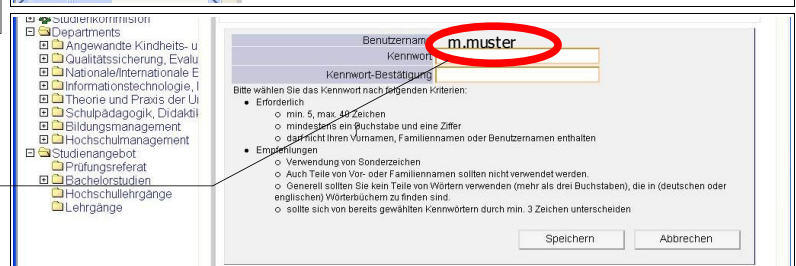 Studienkommission
Departments
Angewandte Kindheits- u
Qualitätssicherung, Evalu
Nationale/Internationale E
Informationstechnologie, I
Theorie und Praxis der Un
Schulpädagogik, Didaktik
Bildungsmanagement
Hochschulmanagement
Studienangebot
Prüfungsreferat
Bachelorstudien
Hochschullehrgänge
Lehrgänge
Benutzername m.muster
Kennwort
Kennwort-Bestätigung
Bitte wählen Sie das Kennwort nach folgenden Kriterien:
Erforderlich
min. 5, max. 40 Zeichen
mindestens ein Buchstabe und eine Ziffer
darf nicht Ihren Vornamen, Familiennamen oder Benutzernamen enthalten
Empfehlungen
Verwendung von Sonderzeichen
Auch Teile von Vor- oder Familiennamen sollten nicht verwendet werden.
Generell sollten Sie kein Teile von Wörtern verwenden (mehr als drei Buchstaben), die in (deutschen oder
englischen) Wörterbüchern zu finden sind.
sollte sich von bereits gewählten Kennwörtern durch min. 3 Zeichen unterscheiden
Speichern Abbrechen